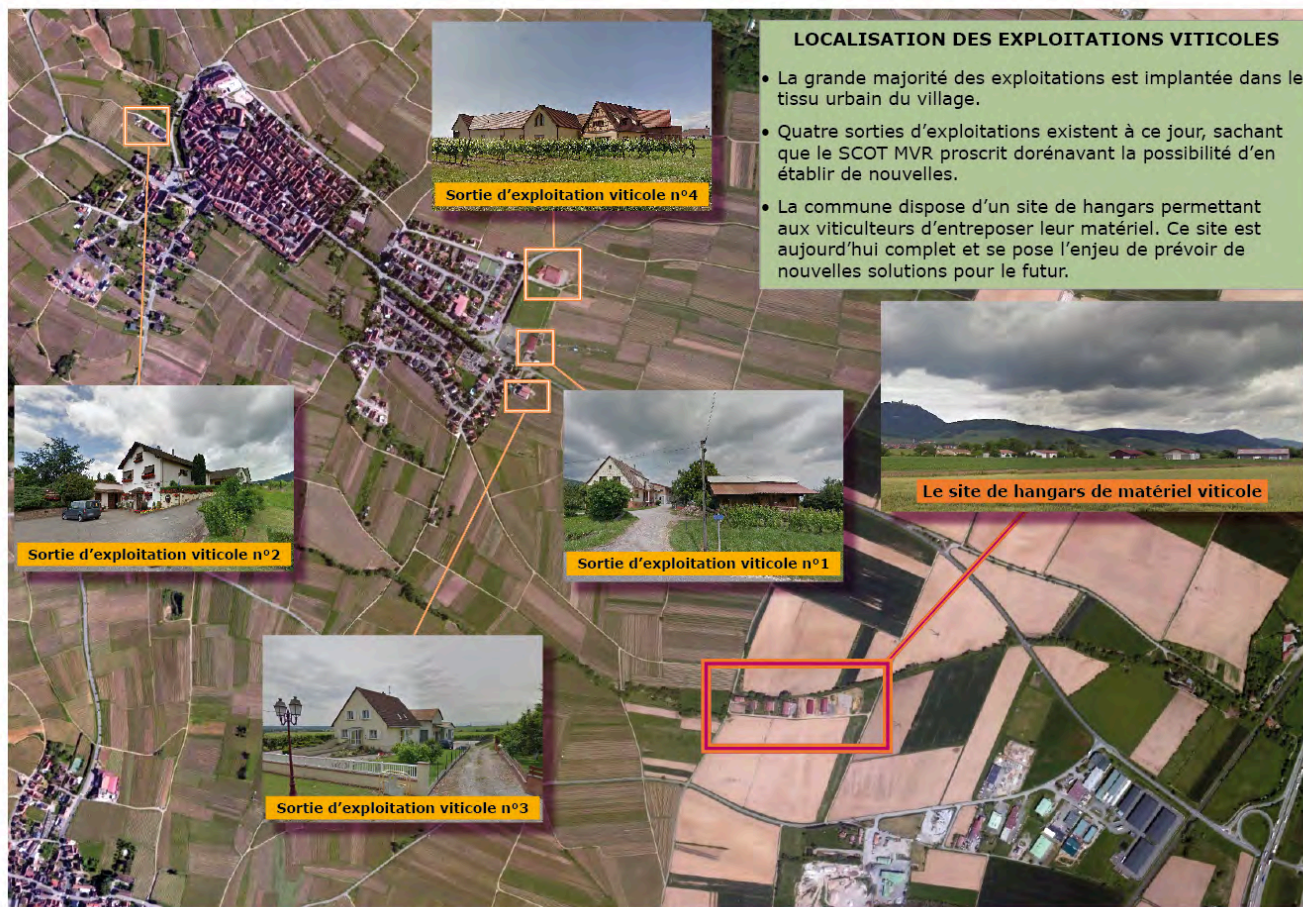 LOCALISATION DES EXPLOITATIONS VITICOLES
• La grande majorité des exploitations est implantée dans le
tissu urbain du village.
• Quatre sorties d'exploitations existent à ce jour, sachant
que le SCOT MVR proscrit dorénavant la possibilité d'en
établir de nouvelles.
• La commune dispose d'un site de hangars permettant
aux viticulteurs d'entreposer leur matériel. Ce site est
aujourd'hui complet et se pose l'enjeu de prévoir de
nouvelles solutions pour le futur.
Sortie d'exploitation viticole nº4
Le site de hangars de matériel viticole
Sortie d'exploitation viticole nº2
Sortie d'exploitation viticole nº1
Sortie d'exploitation viticole nº3